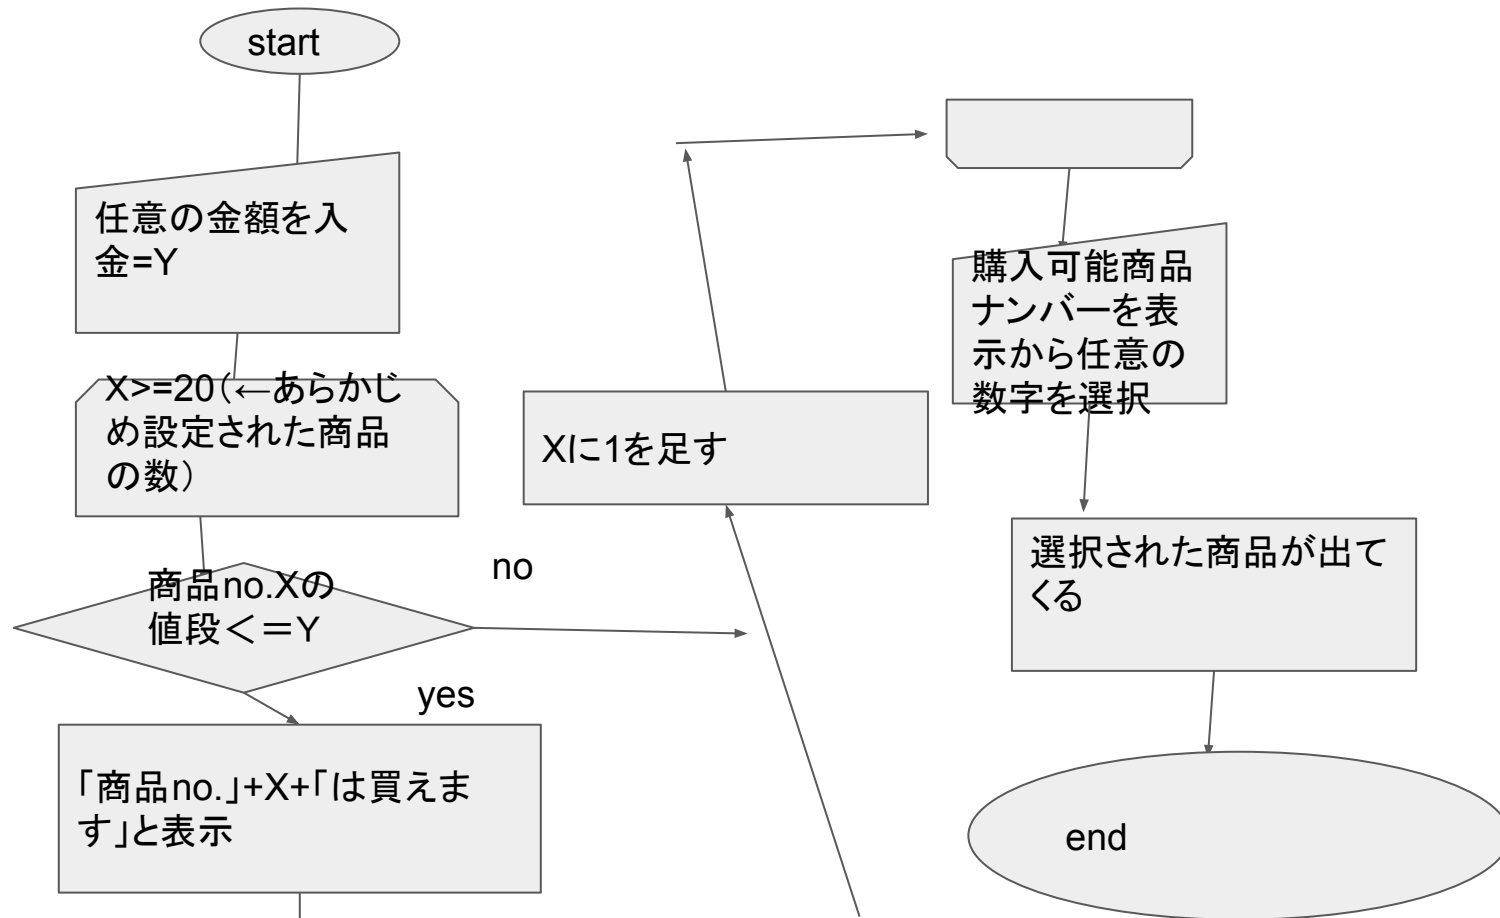 start
任意の金額を入
金=Y
X>=20(←あらかじ
め設定された商品
の数)
商品no.Xの
値段＜＝Y
no
yes
「商品no.」+X+「は買えま
す」と表示
Xに1を足す
購入可能商品
ナンバーを表
示から任意の
数字を選択
選択された商品が出て
くる
end